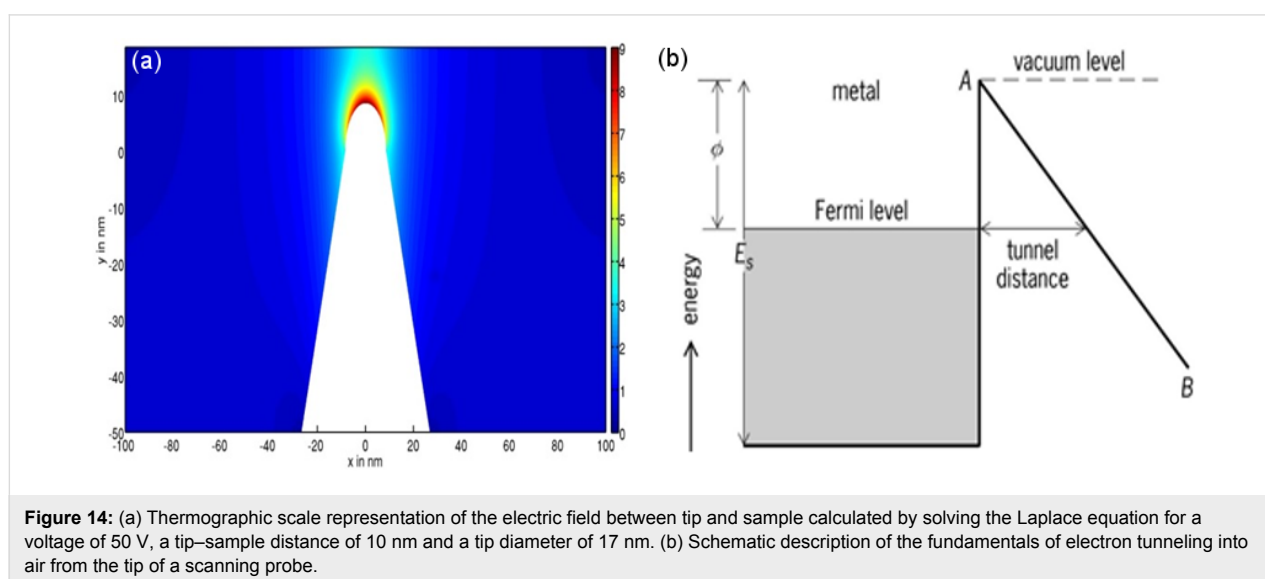 (a)
10
0
-10
-20
-30
-40
-50
y in nm
-100 -80 -60 -40 -20 0 20 40 60 80 100
x in nm
9
8
7
6
5
4
3
2
1
0
(b)
A vacuum level
metal
ϕ
Fermi level
E_s
tunnel
distance
energy
B
Figure 14: (a) Thermographic scale representation of the electric field between tip and sample calculated by solving the Laplace equation for a
voltage of 50 V, a tip–sample distance of 10 nm and a tip diameter of 17 nm. (b) Schematic description of the fundamentals of electron tunneling into
air from the tip of a scanning probe.